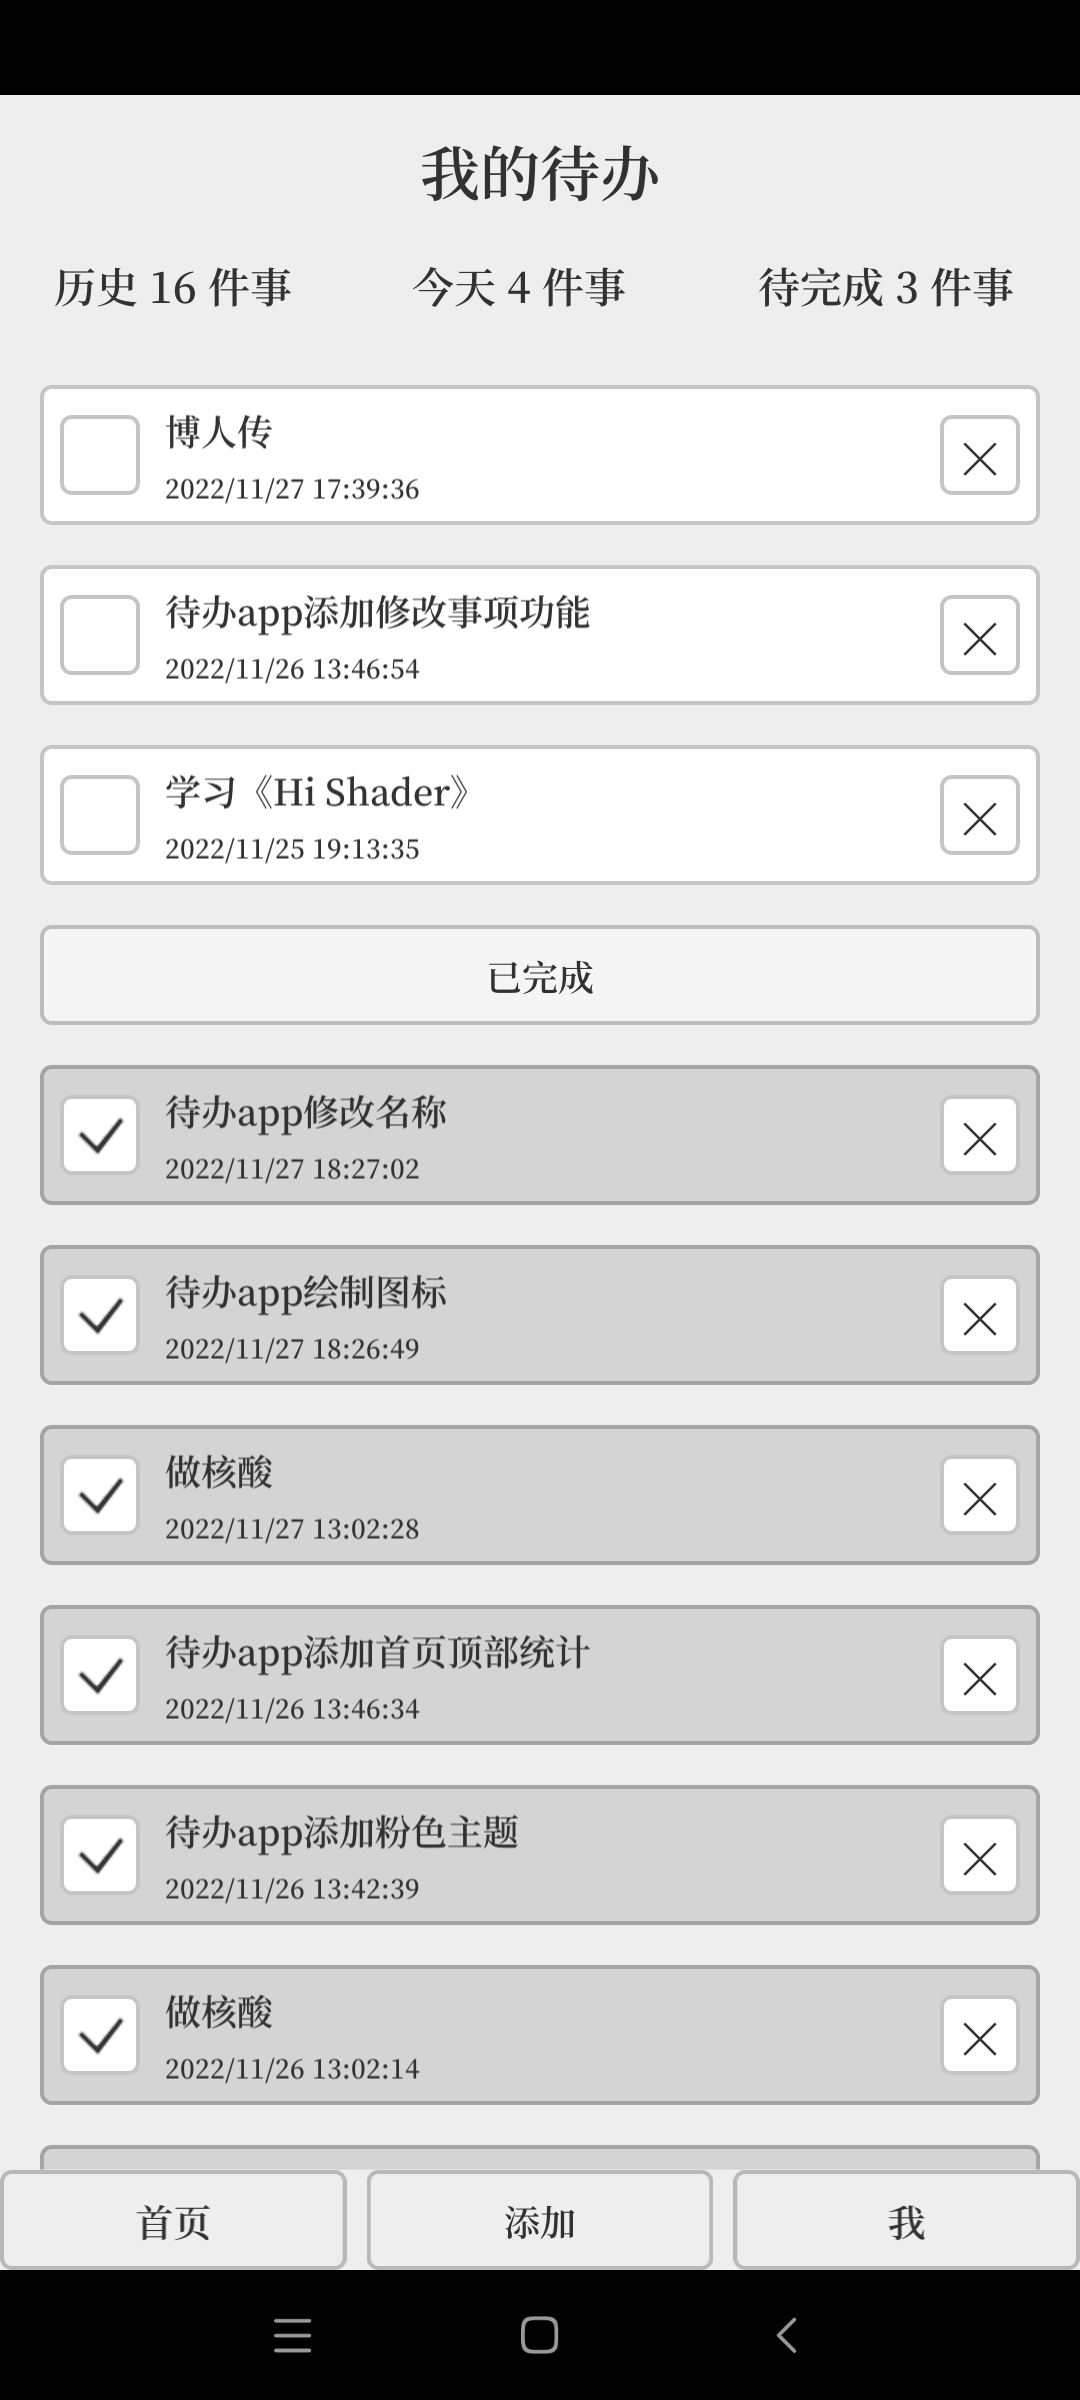 我的待办
历史 16 件事
今天 4 件事
待完成 3 件事
博人传
2022/11/27 17:39:36
待办app添加修改事项功能
2022/11/26 13:46:54
学习《Hi Shader》
2022/11/25 19:13:35
已完成
待办app修改名称
2022/11/27 18:27:02
待办app绘制图标
2022/11/27 18:26:49
做核酸
2022/11/27 13:02:28
待办app添加首页顶部统计
2022/11/26 13:46:34
待办app添加粉色主题
2022/11/26 13:42:39
做核酸
2022/11/26 13:02:14
首页
添加
我